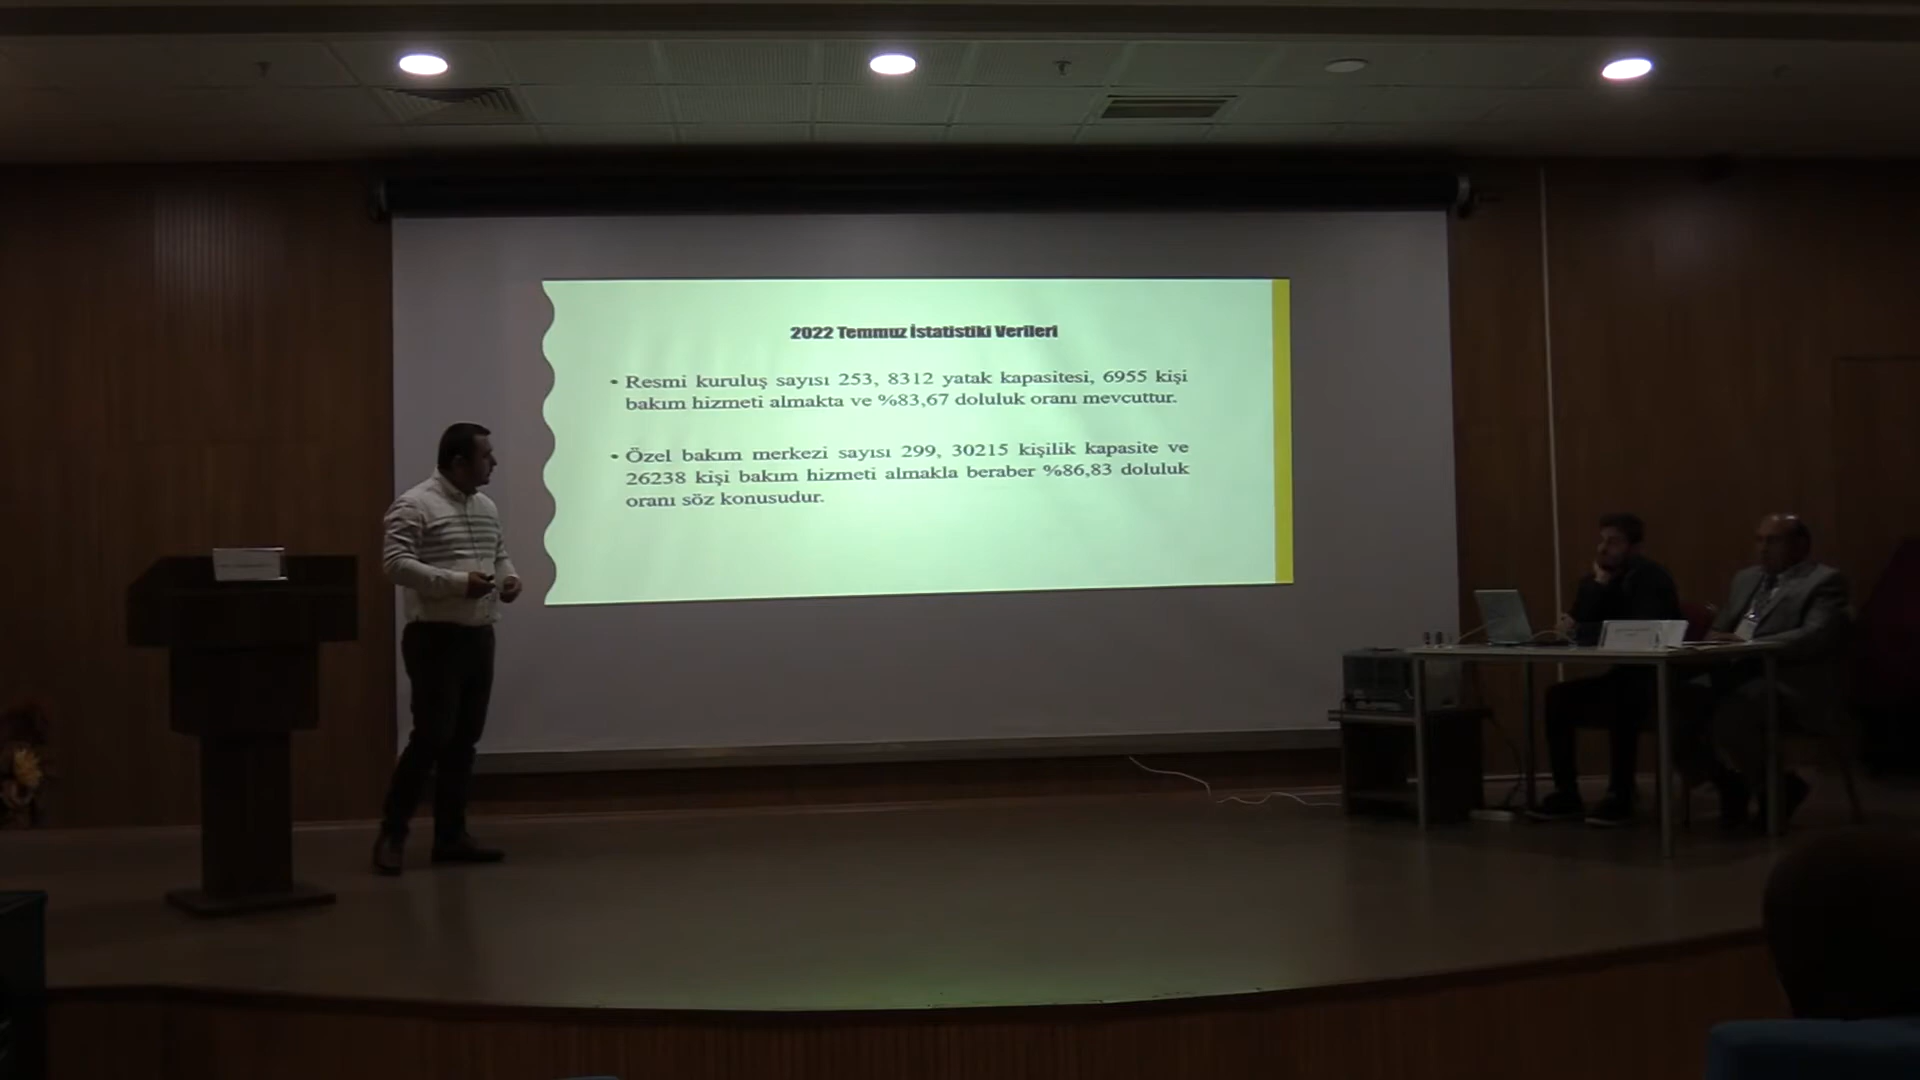 2022 Temmuz İstatistiki Verileri
• Resmi kuruluş sayısı 253, 8312 yatak kapasitesi, 6955 kişi
bakım hizmeti almakta ve %83,67 doluluk oranı mevcuttur.
• Özel bakım merkezi sayısı 299, 30215 kişilik kapasite ve
26238 kişi bakım hizmeti almakla beraber %86,83 doluluk
oranı söz konusudur.